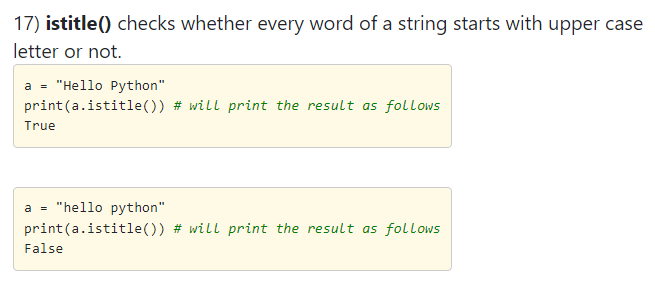 17) istitle() checks whether every word of a string starts with upper case
letter or not.
a = "Hello Python"
print(a.istitle()) # will print the result as follows
True
a = "hello python"
print(a.istitle()) # will print the result as follows
False